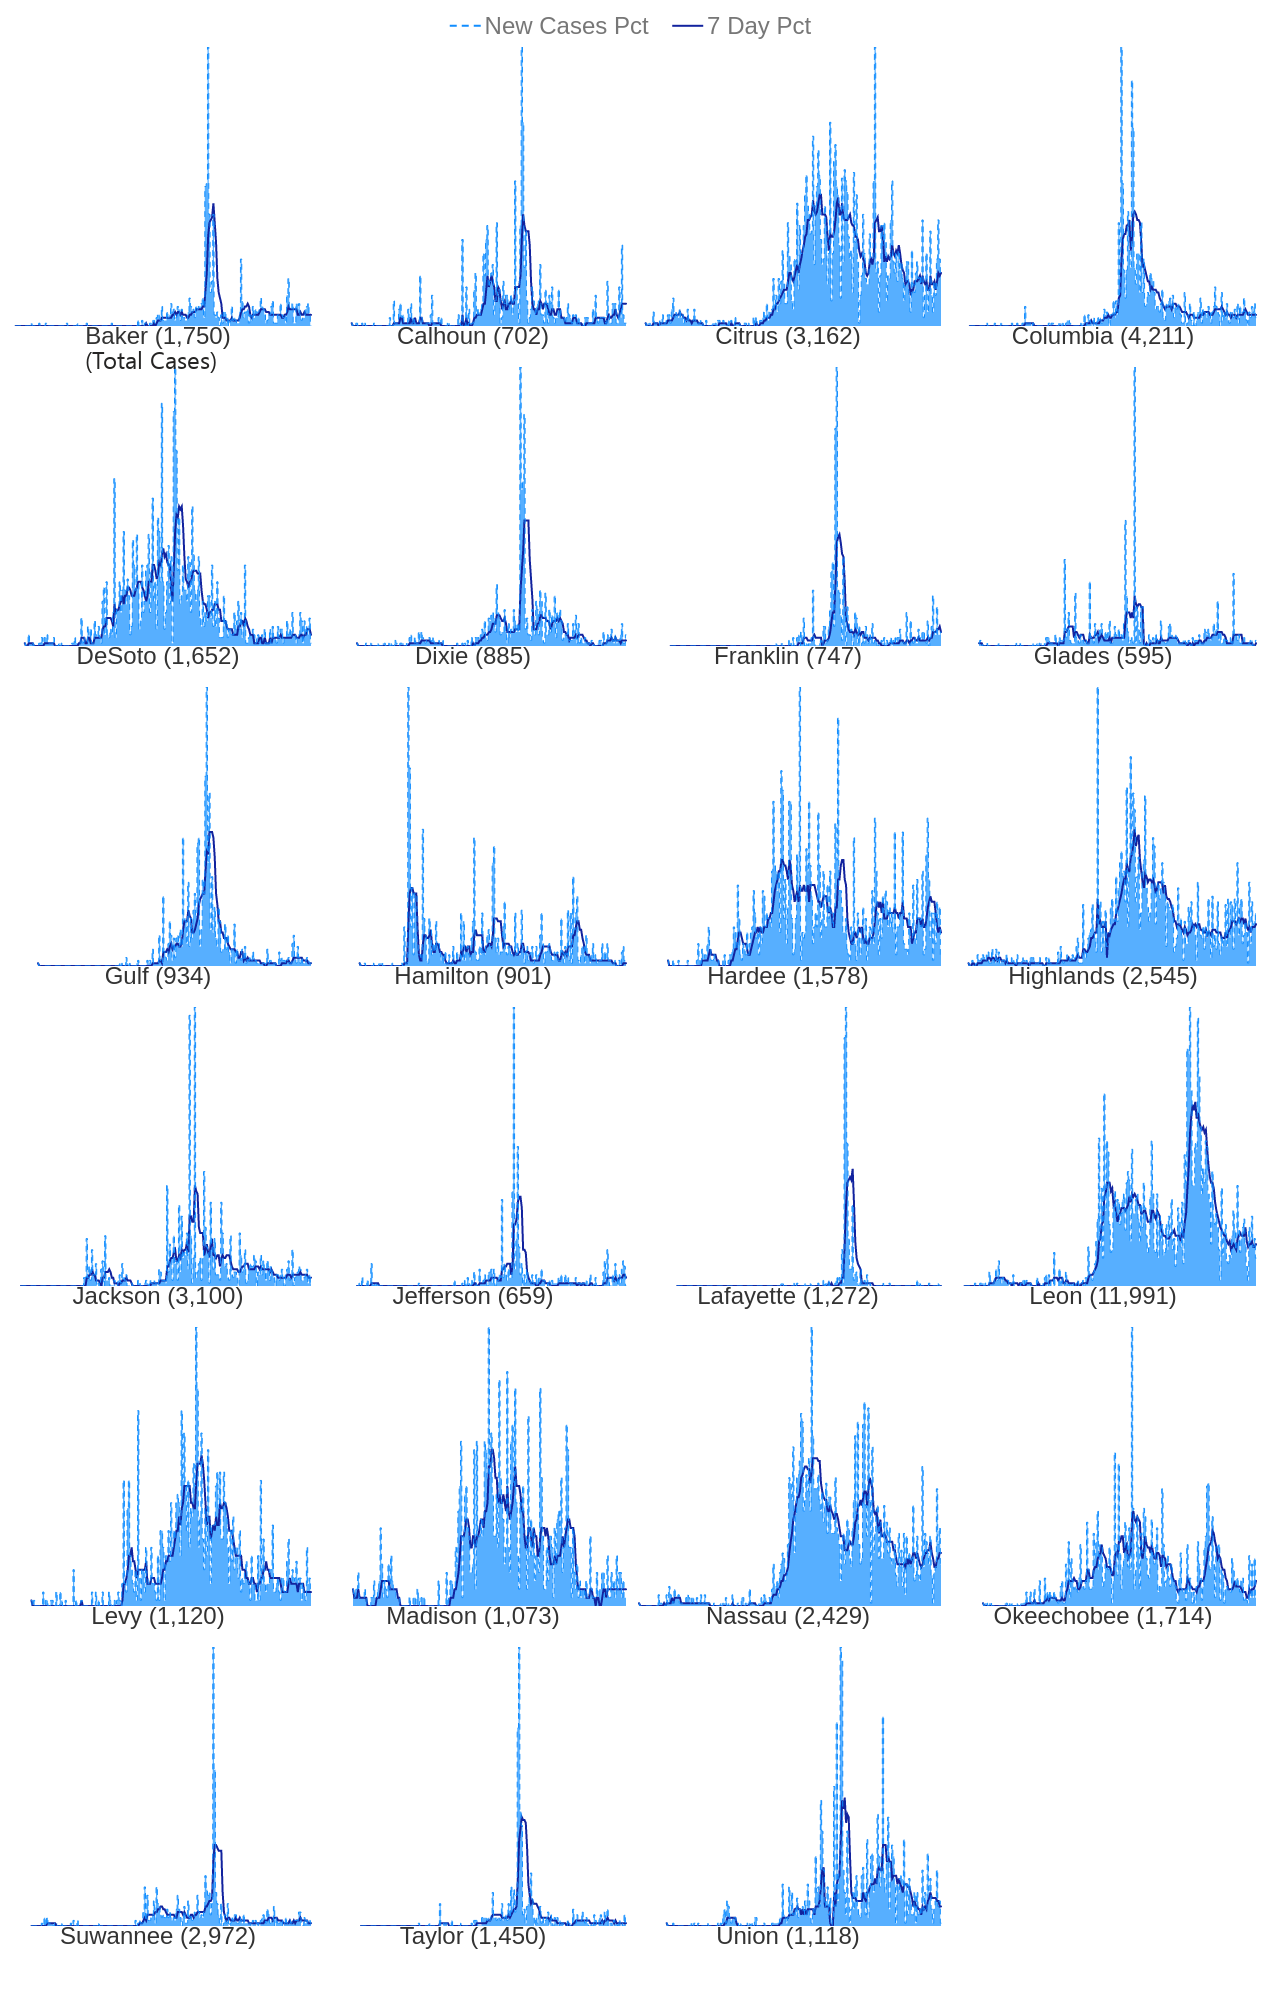 New Cases Pct 7 Day Pct
Baker (1,750)
(Total Cases)
Calhoun (702)
Citrus (3,162)
Columbia (4,211)
DeSoto (1,652)
Dixie (885)
Franklin (747)
Glades (595)
Gulf (934)
Hamilton (901)
Hardee (1,578)
Highlands (2,545)
Jackson (3,100)
Jefferson (659)
Lafayette (1,272)
Leon (11,991)
Levy (1,120)
Madison (1,073)
Nassau (2,429)
Okeechobee (1,714)
Suwannee (2,972)
Taylor (1,450)
Union (1,118)